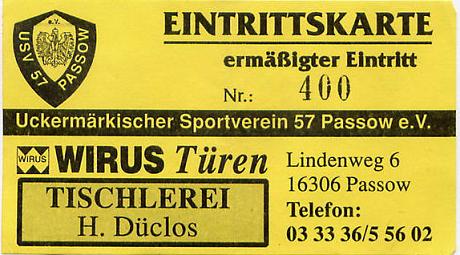 e.V.
USV 57 PASSOW
EINTRITTSKARTE
ermäßigter Eintritt
Nr.: 400
Uckermärkischer Sportverein 57 Passow e.V.
WIRUS WIRUS Türen
TISCHLEREI
H. Düclos
Lindenweg 6
16306 Passow
Telefon:
03 33 36/5 56 02